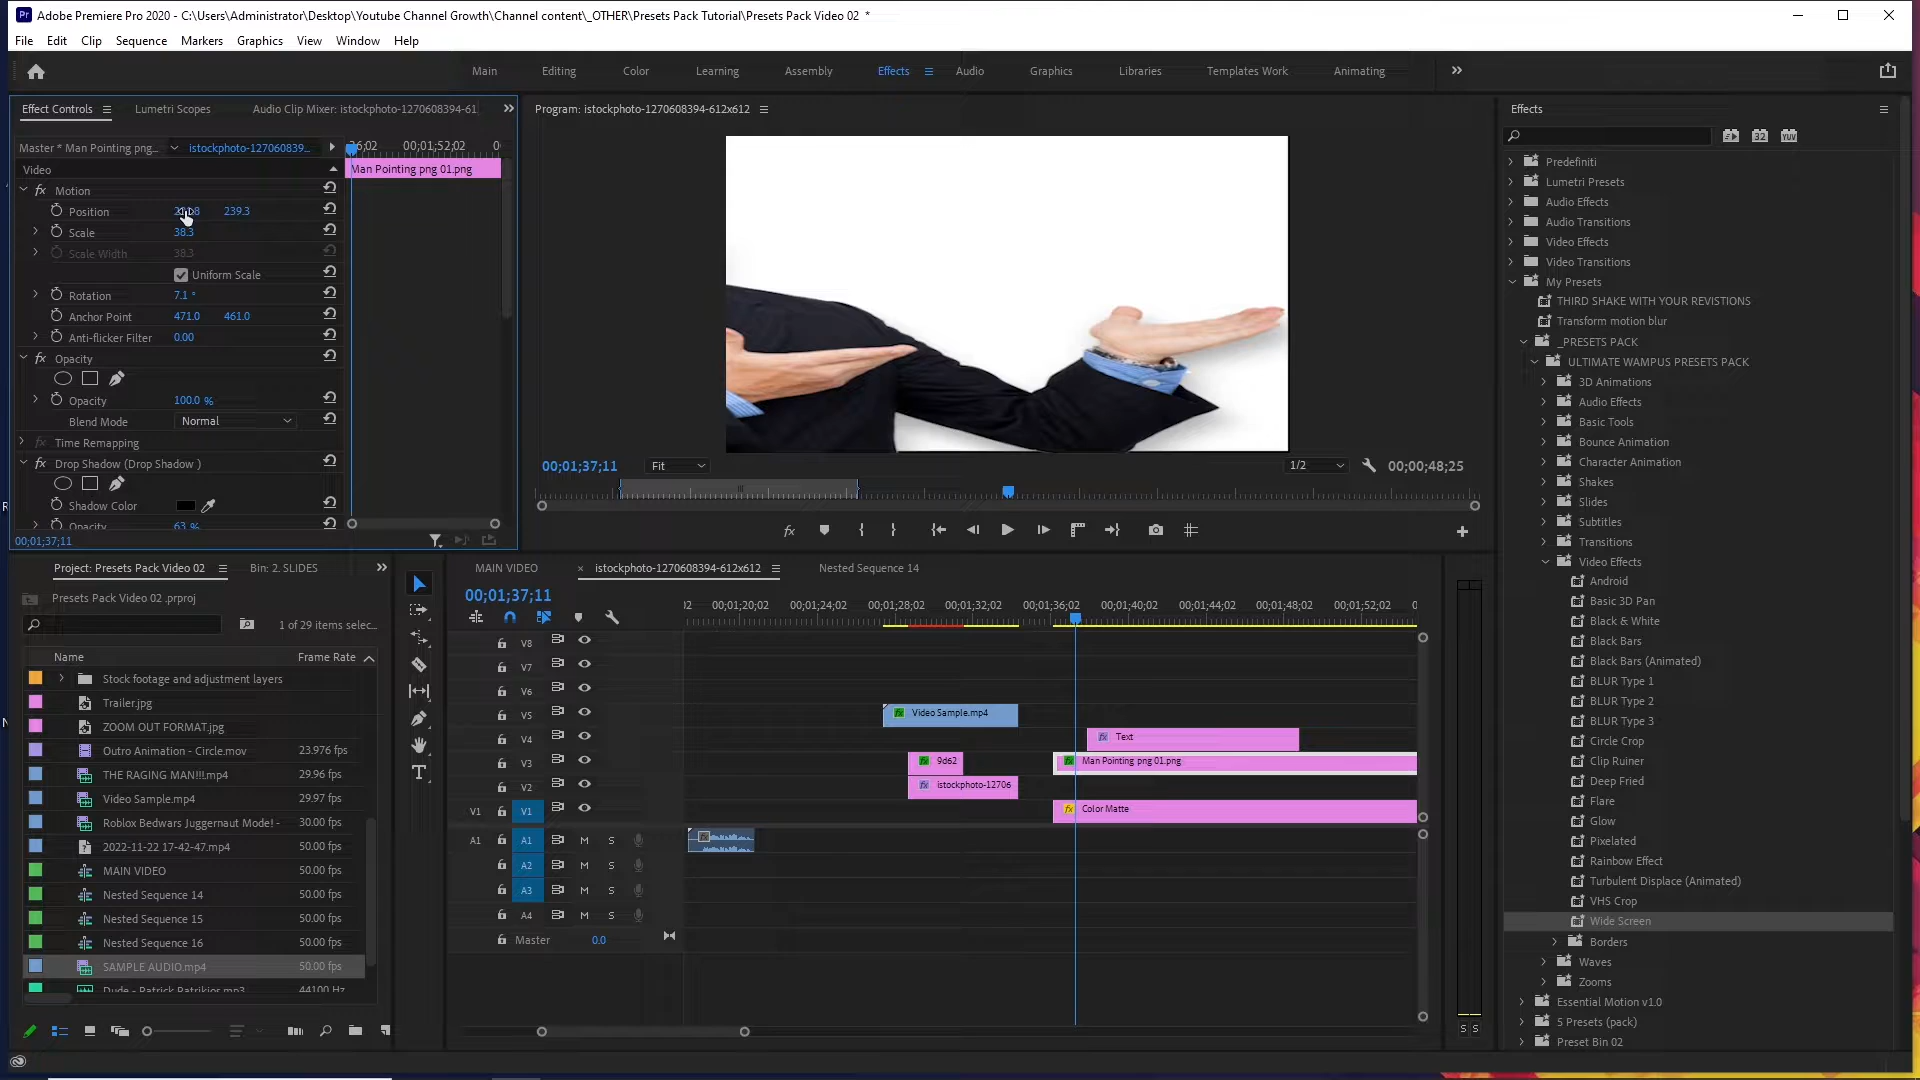 Adobe Premiere Pro 2020 - C:\Users\Administrator\Desktop\Youtube Channel Growth\Channel content\_OTHER\Presets Pack Tutorial\Presets Pack Video 02 *
File Edit Clip Sequence Markers Graphics View Window Help
Main Editing Color Learning Assembly Effects Audio Graphics Libraries Templates Work Animating
Effect Controls Lumetri Scopes Audio Clip Mixer: istockphoto-1270608394-61
Master * Man Pointing png... istockphoto-127060839...
00;01;52;02
Video
Man Pointing png 01.png
fx Motion
Position 239.3
Scale 38.3
Scale Width 38.3
Uniform Scale
Rotation 7.1 °
Anchor Point 471.0 461.0
Anti-flicker Filter 0.00
fx Opacity
Opacity 100.0 %
Blend Mode Normal
fx Time Remapping
fx Drop Shadow (Drop Shadow )
Shadow Color
Opacity 63 %
00;01;37;11
Program: istockphoto-1270608394-612x612
00;01;37;11 Fit 1/2 00;00;48;25
fx
Effects
Predefiniti
Lumetri Presets
Audio Effects
Audio Transitions
Video Effects
Video Transitions
My Presets
THIRD SHAKE WITH YOUR REVISTIONS
Transform motion blur
_PRESETS PACK
ULTIMATE WAMPUS PRESETS PACK
3D Animations
Audio Effects
Basic Tools
Bounce Animation
Character Animation
Shakes
Slides
Subtitles
Transitions
Video Effects
Android
Basic 3D Pan
Black & White
Black Bars
Black Bars (Animated)
BLUR Type 1
BLUR Type 2
BLUR Type 3
Circle Crop
Clip Ruiner
Deep Fried
Flare
Glow
Pixelated
Rainbow Effect
Turbulent Displace (Animated)
VHS Crop
Wide Screen
Borders
Waves
Zooms
Essential Motion v1.0
5 Presets (pack)
Preset Bin 02
Project: Presets Pack Video 02 Bin: 2. SLIDES
Presets Pack Video 02 .prproj
1 of 29 items selec...
Name Frame Rate
Stock footage and adjustment layers
Trailer.jpg
ZOOM OUT FORMAT.jpg
Outro Animation - Circle.mov 23.976 fps
THE RAGING MAN!!!.mp4 29.96 fps
Video Sample.mp4 29.97 fps
Roblox Bedwars Juggernaut Mode! - 30.00 fps
2022-11-22 17-42-47.mp4 50.00 fps
MAIN VIDEO 50.00 fps
Nested Sequence 14 50.00 fps
Nested Sequence 15 50.00 fps
Nested Sequence 16 50.00 fps
SAMPLE AUDIO.mp4 50.00 fps
Dude - Patrick Patrikios.mp3 44100 Hz
MAIN VIDEO istockphoto-1270608394-612x612 Nested Sequence 14
00;01;37;11
00;01;20;02 00;01;24;02 00;01;28;02 00;01;32;02 00;01;36;02 00;01;40;02 00;01;44;02 00;01;48;02 00;01;52;02
V8
V7
V6
V5 Video Sample.mp4
V4 Text
V3 9d62 Man Pointing png 01.png
V2 istockphoto-12706
V1 V1 Color Matte
A1 A1 M S
A2 M S
A3 M S
A4 M S
Master 0.0
S S